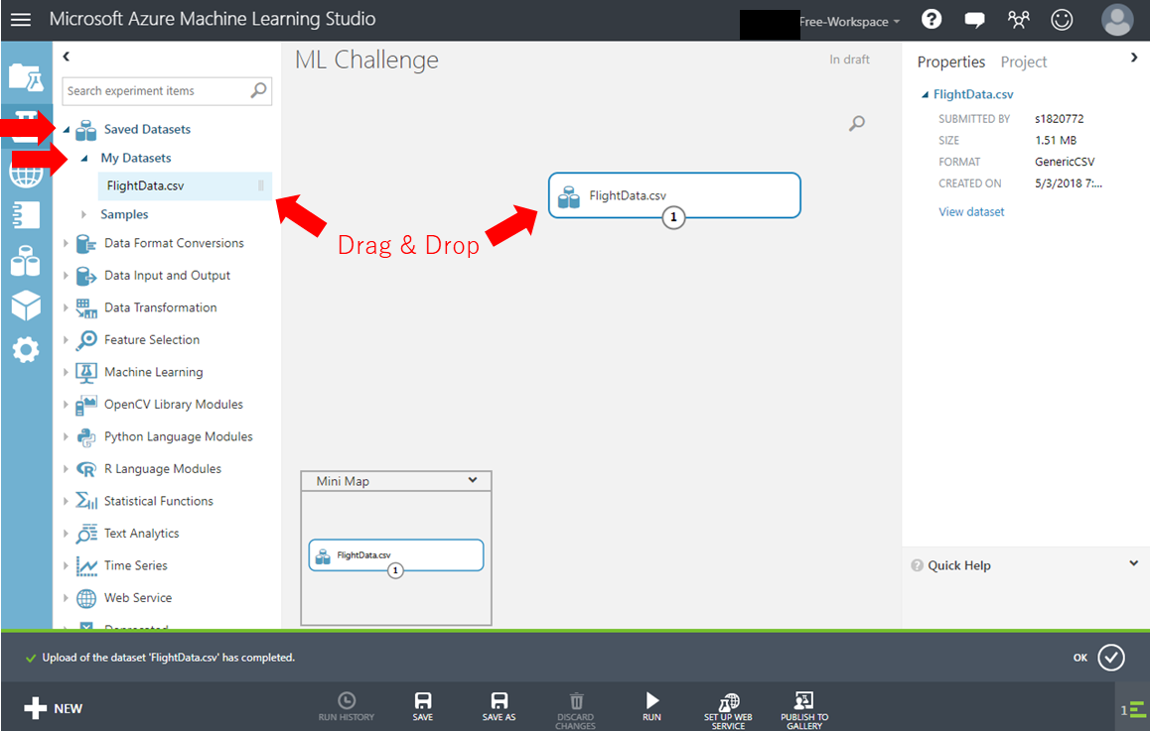 Microsoft Azure Machine Learning Studio
Free-Workspace
ML Challenge
In draft
Properties
Project
Search experiment items
Saved Datasets
My Datasets
FlightData.csv
Samples
Data Format Conversions
Data Input and Output
Data Transformation
Feature Selection
Machine Learning
OpenCV Library Modules
Python Language Modules
R Language Modules
Statistical Functions
Text Analytics
Time Series
Web Service
Deprecated
FlightData.csv
1
Drag & Drop
Mini Map
FlightData.csv
1
FlightData.csv
SUBMITTED BY s1820772
SIZE 1.51 MB
FORMAT GenericCSV
CREATED ON 5/3/2018 7:...
View dataset
Quick Help
Upload of the dataset 'FlightData.csv' has completed.
OK
NEW
RUN HISTORY
SAVE
SAVE AS
DISCARD
CHANGES
RUN
SET UP WEB
SERVICE
PUBLISH TO
GALLERY
1